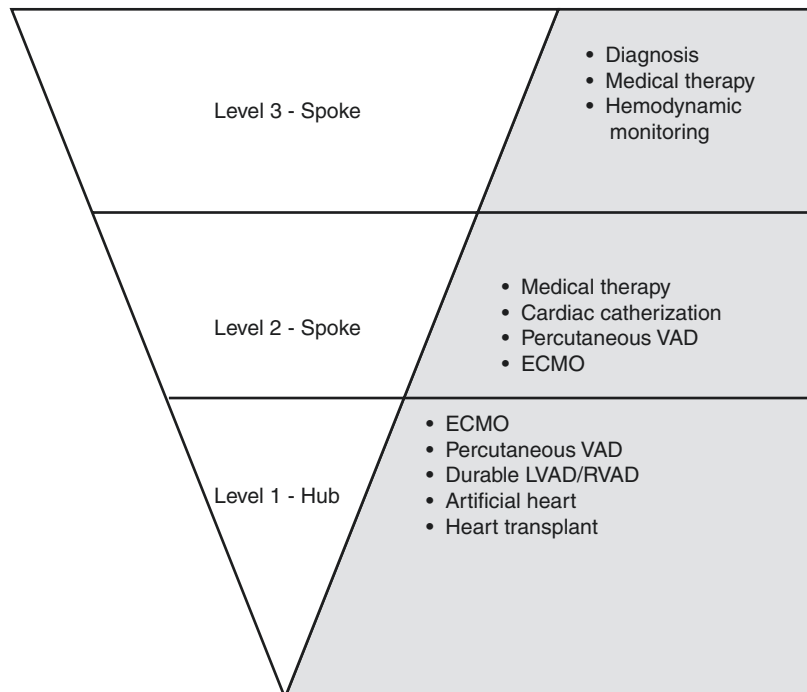 Level 3 - Spoke
• Diagnosis
• Medical therapy
• Hemodynamic
monitoring
Level 2 - Spoke
• Medical therapy
• Cardiac catherization
• Percutaneous VAD
• ECMO
Level 1 - Hub
• ECMO
• Percutaneous VAD
• Durable LVAD/RVAD
• Artificial heart
• Heart transplant